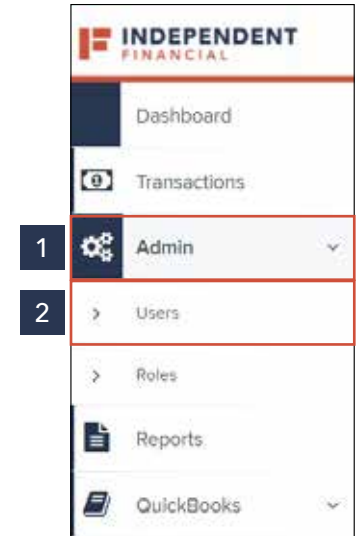 INDEPENDENT
FINANCIAL
Dashboard
Transactions
1
Admin
2
Users
Roles
Reports
QuickBooks